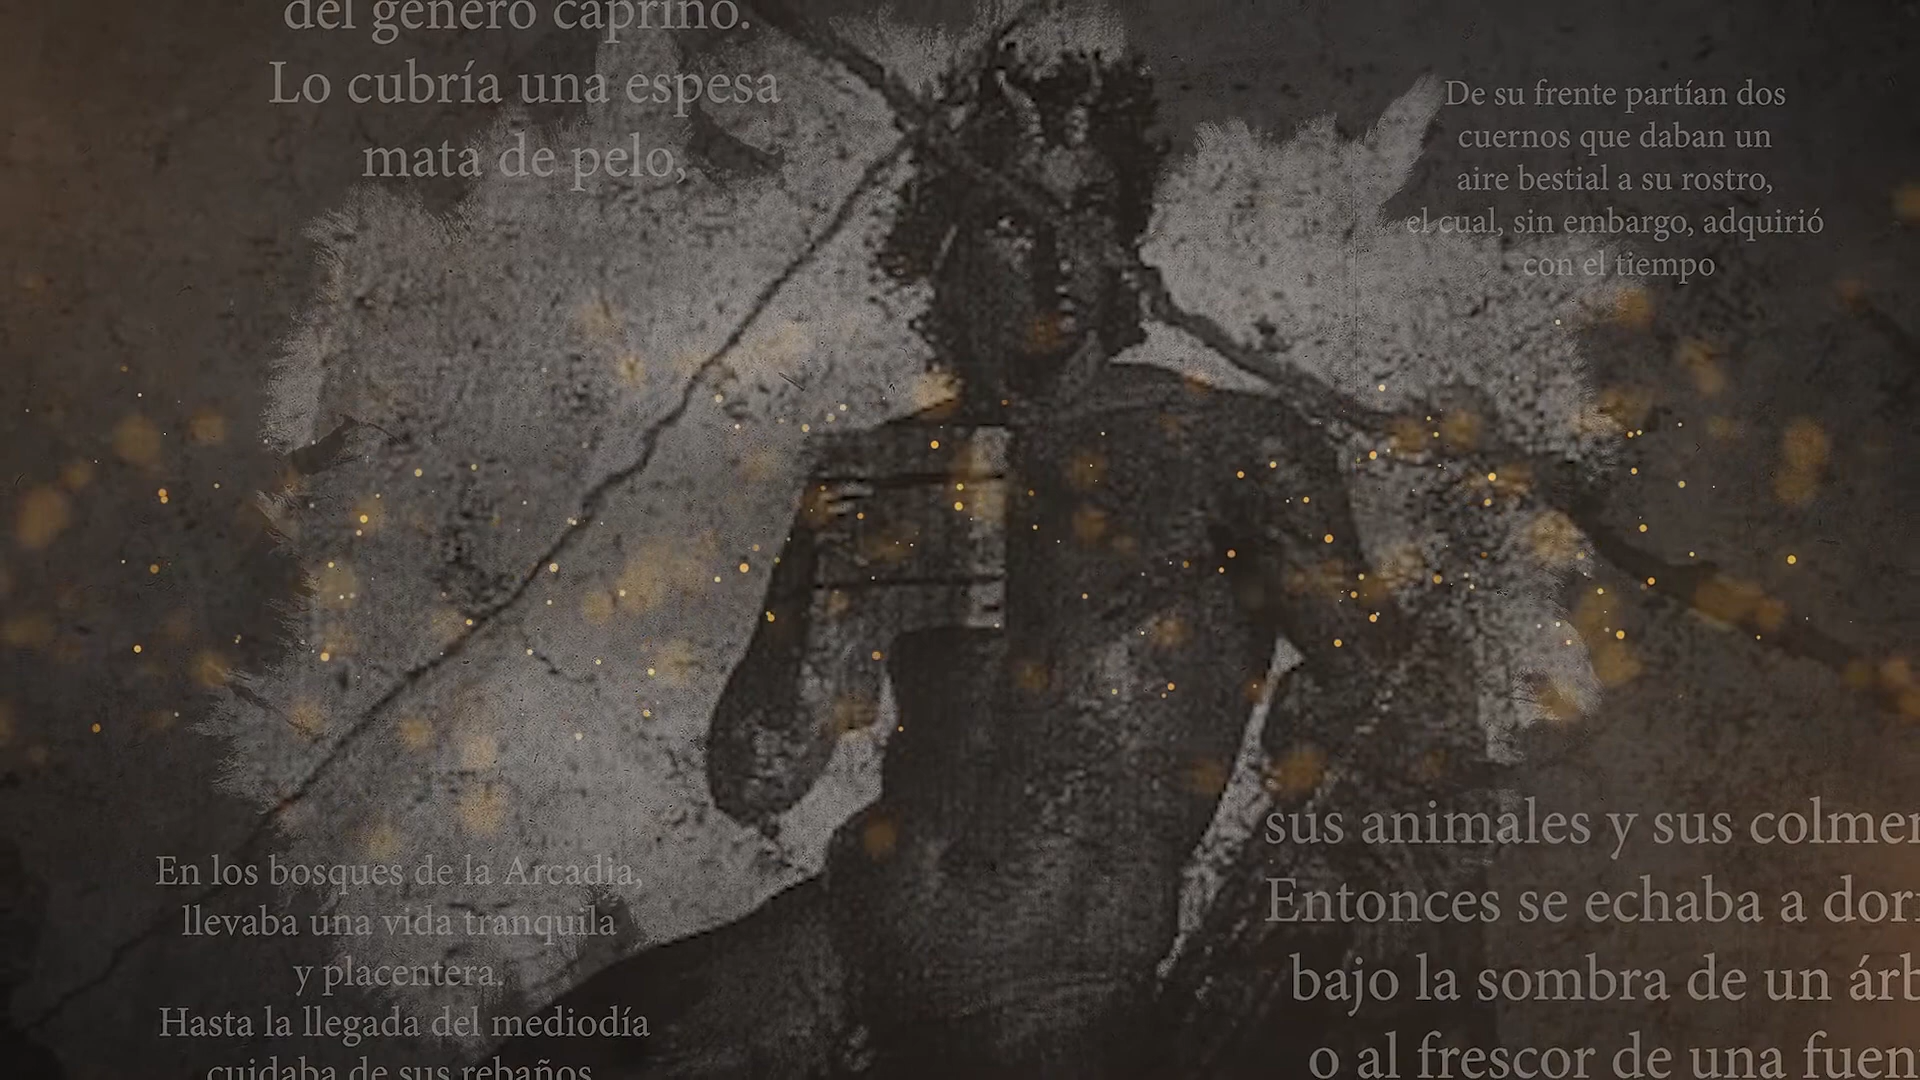 del género caprino.
Lo cubría una espesa
mata de pelo,
De su frente partían dos
cuernos que daban un
aire bestial a su rostro,
el cual, sin embargo, adquirió
con el tiempo
En los bosques de la Arcadia,
llevaba una vida tranquila
y placentera.
Hasta la llegada del mediodía
cuidaba de sus rebaños
sus animales y sus
Entonces se echaba a
bajo la sombra de un
o al frescor de una